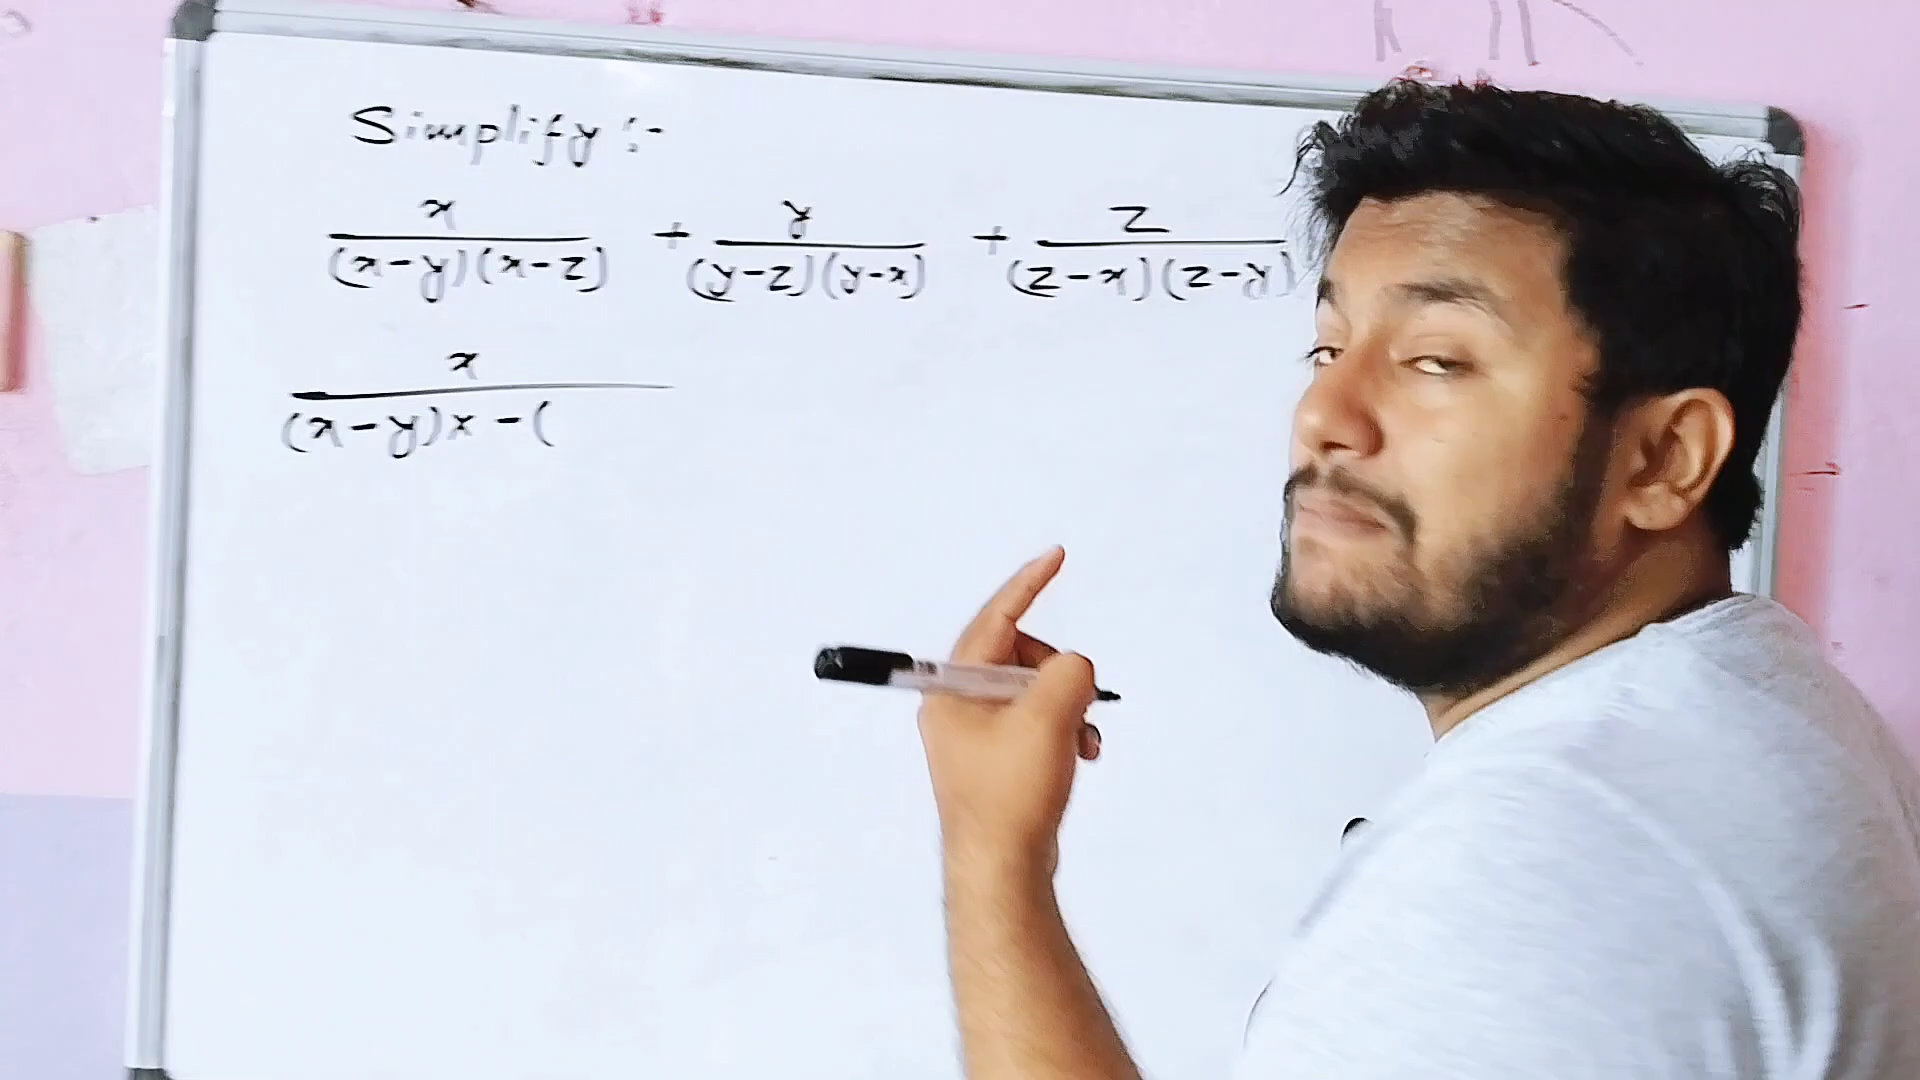 Simplify :-
x/((x-y)(x-z)) + y/((y-z)(y-x)) + z/((z-x)(z-y))
x/((x-y)x-(